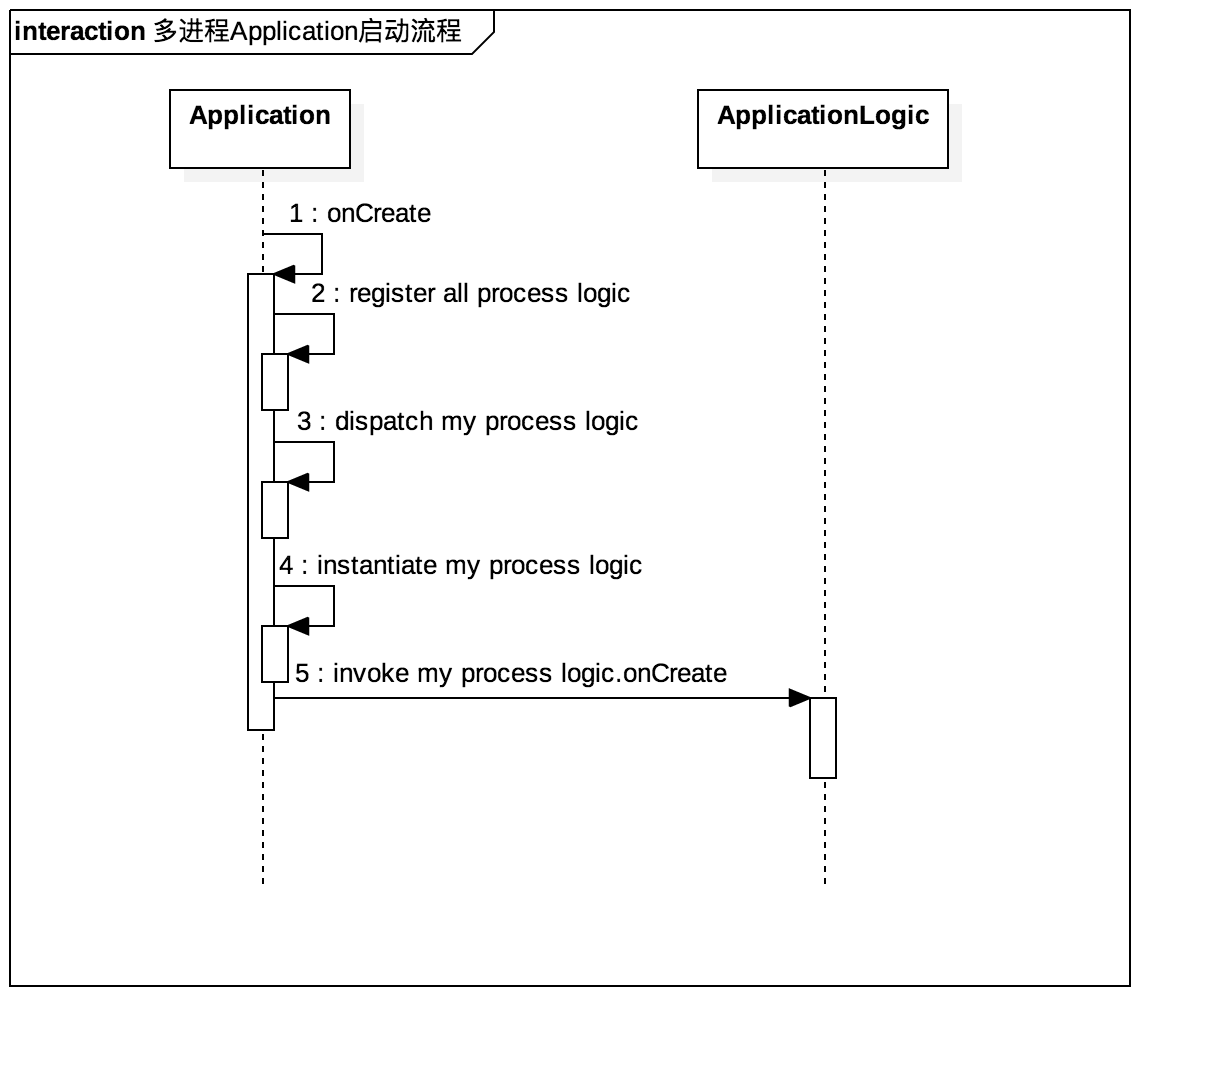 interaction 多进程Application启动流程
Application
ApplicationLogic
1 : onCreate
2 : register all process logic
3 : dispatch my process logic
4 : instantiate my process logic
5 : invoke my process logic.onCreate